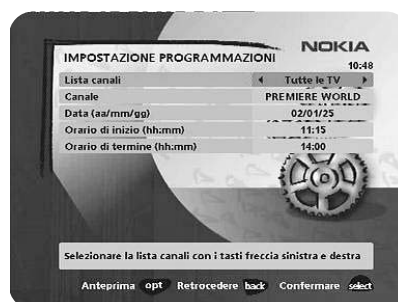 NOKIA
IMPOSTAZIONE PROGRAMMAZIONI
10:48
Lista canali Tutte le TV
Canale PREMIERE WORLD
Data (aa/mm/gg) 02/01/25
Orario di inizio (hh:mm) 11:15
Orario di termine (hh:mm) 14:00
Selezionare la lista canali con i tasti freccia sinistra e destra
Anteprima opt Retrocedere back Confermare select